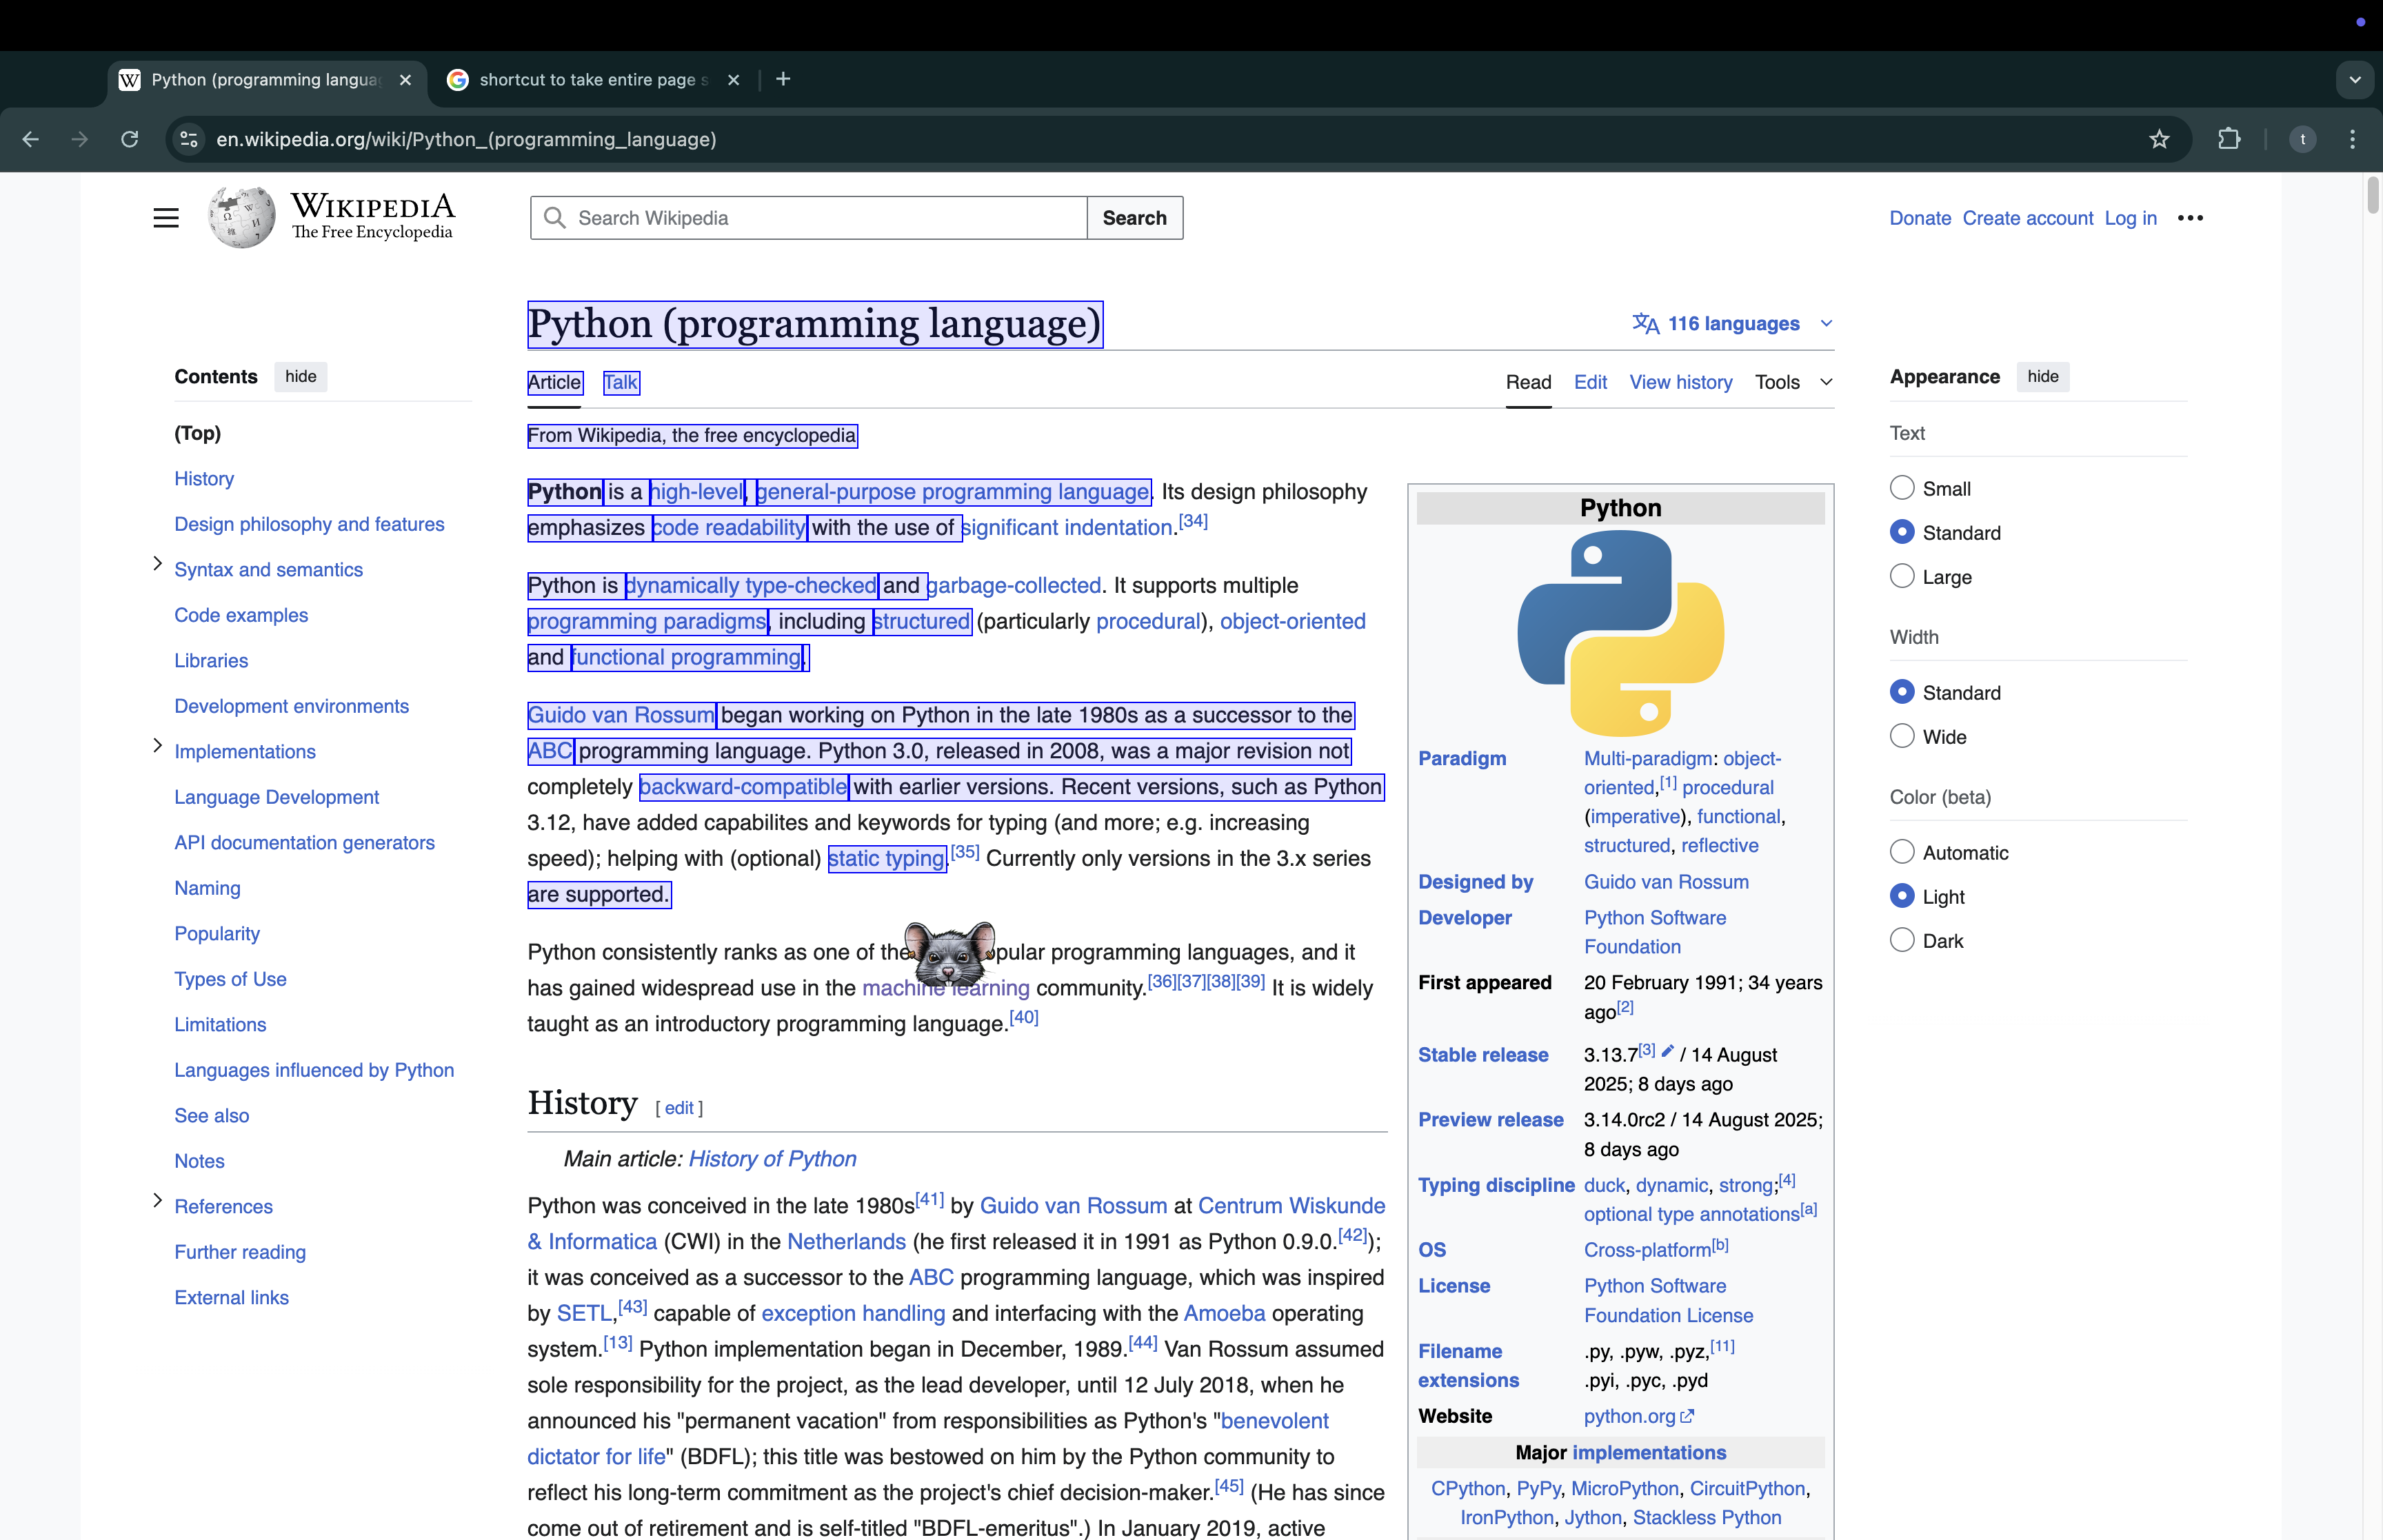 Python (programming langua
shortcut to take entire page s
en.wikipedia.org/wiki/Python_(programming_language)
t
WIKIPEDIA
The Free Encyclopedia
Search Wikipedia
Search
Donate Create account Log in
Python (programming language)
116 languages
Article Talk
Read Edit View history Tools
From Wikipedia, the free encyclopedia
Contents hide
(Top)
History
Design philosophy and features
Syntax and semantics
Code examples
Libraries
Development environments
Implementations
Language Development
API documentation generators
Naming
Popularity
Types of Use
Limitations
Languages influenced by Python
See also
Notes
References
Further reading
External links
Python is a high-level, general-purpose programming language. Its design philosophy
emphasizes code readability with the use of significant indentation.[34]
Python is dynamically type-checked and garbage-collected. It supports multiple
programming paradigms, including structured (particularly procedural), object-oriented
and functional programming.
Guido van Rossum began working on Python in the late 1980s as a successor to the
ABC programming language. Python 3.0, released in 2008, was a major revision not
completely backward-compatible with earlier versions. Recent versions, such as Python
3.12, have added capabilites and keywords for typing (and more; e.g. increasing
speed); helping with (optional) static typing.[35] Currently only versions in the 3.x series
are supported.
Python consistently ranks as one of the opular programming languages, and it
has gained widespread use in the machine learning community.[36][37][38][39] It is widely
taught as an introductory programming language.[40]
History [ edit ]
Main article: History of Python
Python was conceived in the late 1980s[41] by Guido van Rossum at Centrum Wiskunde
& Informatica (CWI) in the Netherlands (he first released it in 1991 as Python 0.9.0.[42]);
it was conceived as a successor to the ABC programming language, which was inspired
by SETL,[43] capable of exception handling and interfacing with the Amoeba operating
system.[13] Python implementation began in December, 1989.[44] Van Rossum assumed
sole responsibility for the project, as the lead developer, until 12 July 2018, when he
announced his "permanent vacation" from responsibilities as Python's "benevolent
dictator for life" (BDFL); this title was bestowed on him by the Python community to
reflect his long-term commitment as the project's chief decision-maker.[45] (He has since
come out of retirement and is self-titled "BDFL-emeritus".) In January 2019, active
Python
Paradigm Multi-paradigm: object-
oriented,[1] procedural
(imperative), functional,
structured, reflective
Designed by Guido van Rossum
Developer Python Software
Foundation
First appeared 20 February 1991; 34 years
ago[2]
Stable release 3.13.7[3] / 14 August
2025; 8 days ago
Preview release 3.14.0rc2 / 14 August 2025;
8 days ago
Typing discipline duck, dynamic, strong;[4]
optional type annotations[a]
OS Cross-platform[b]
License Python Software
Foundation License
Filename .py, .pyw, .pyz,[11]
extensions .pyi, .pyc, .pyd
Website python.org
Major implementations
CPython, PyPy, MicroPython, CircuitPython,
IronPython, Jython, Stackless Python
Appearance hide
Text
Small
Standard
Large
Width
Standard
Wide
Color (beta)
Automatic
Light
Dark